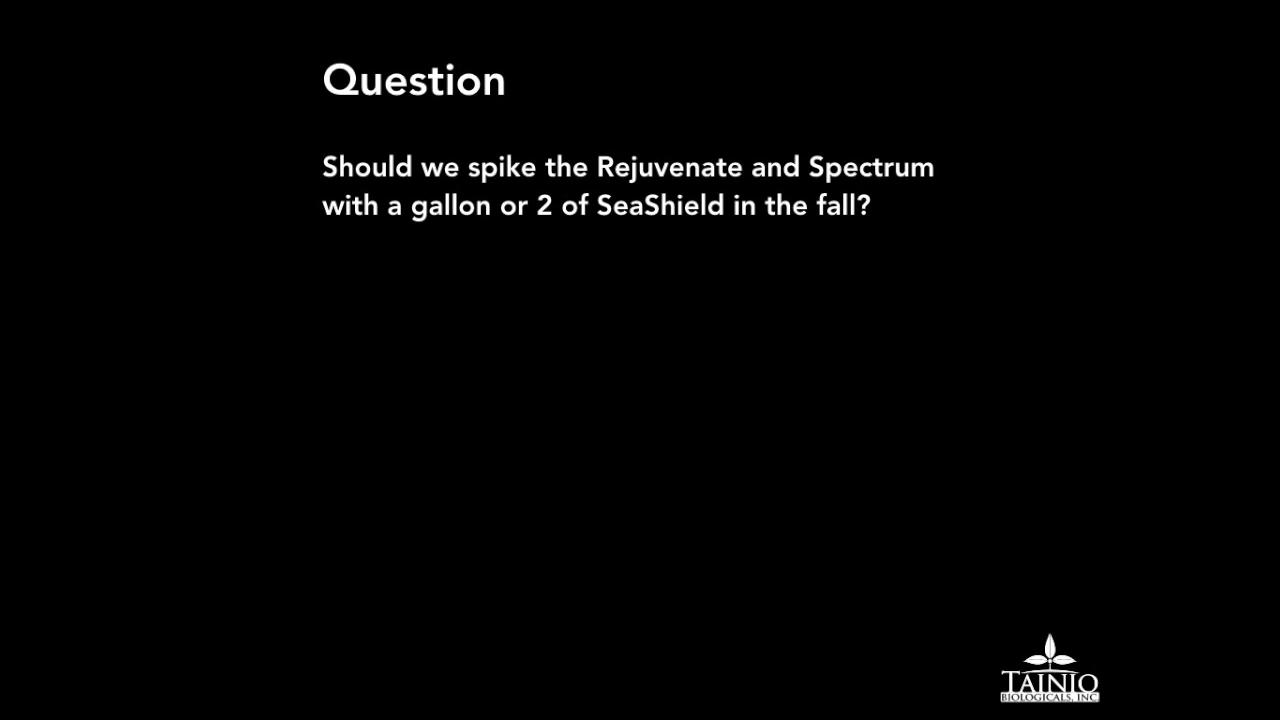 Question
Should we spike the Rejuvenate and Spectrum
with a gallon or 2 of SeaShield in the fall?
TAINIO
BIOLOGICALS, INC